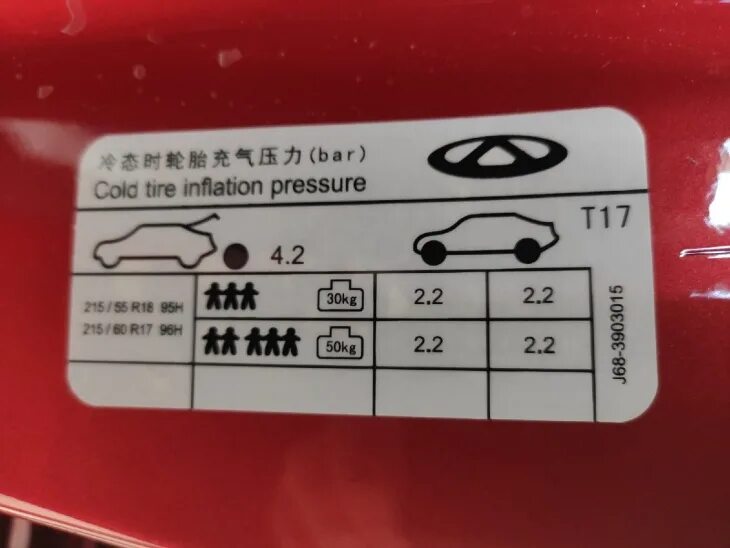 冷态时轮胎充气压力(bar)
Cold tire inflation pressure
4.2
T17
215/55 R18 95H
215/60 R17 96H
30kg
2.2
2.2
50kg
2.2
2.2
J68-3903015